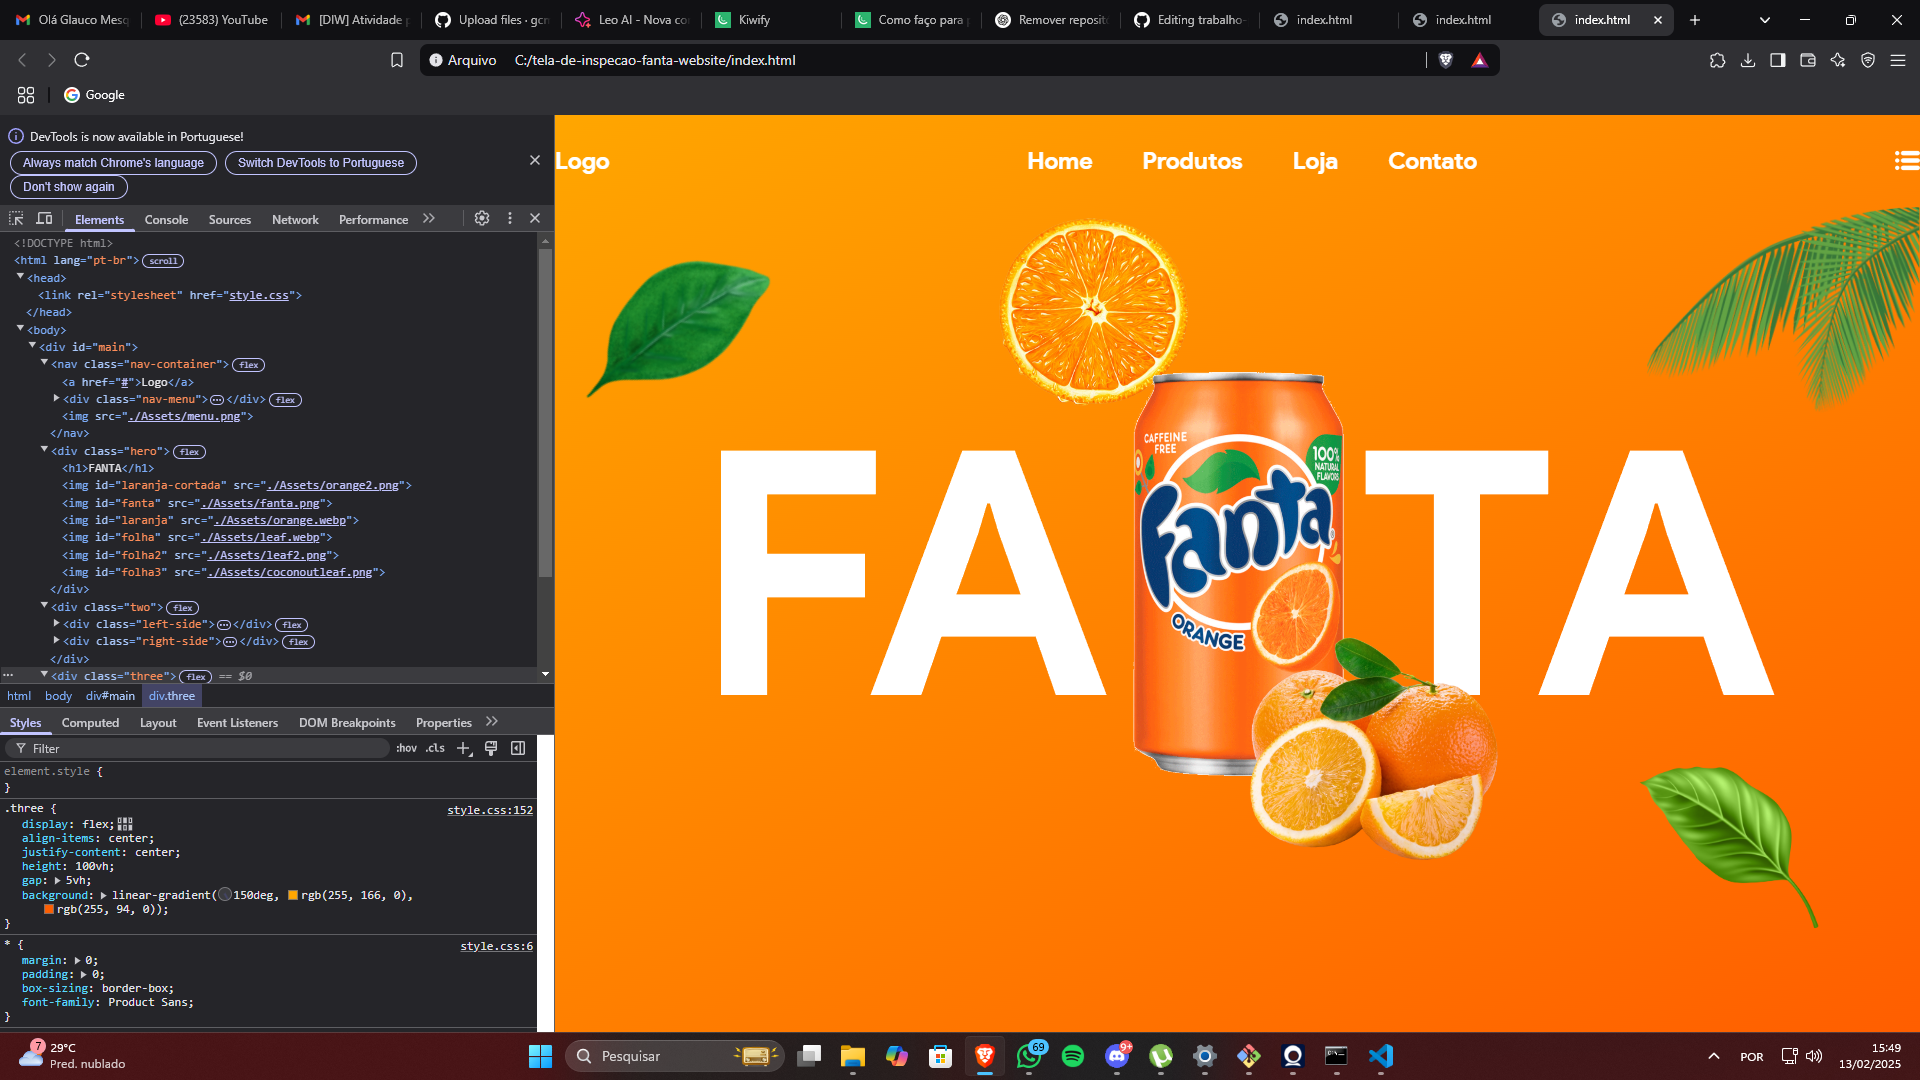 Olá Glauco Mesq
(23583) YouTube
[DIW] Atividade p
Upload files · gcm
Leo AI - Nova con
Kiwify
Como faço para p
Remover reposito
Editing trabalho-
index.html
index.html
index.html
Arquivo C:/tela-de-inspecao-fanta-website/index.html
Google
DevTools is now available in Portuguese!
Always match Chrome's language
Switch DevTools to Portuguese
Don't show again
Elements Console Sources Network Performance
<!DOCTYPE html>
<html lang="pt-br"> scroll
<head>
<link rel="stylesheet" href="style.css">
</head>
<body>
<div id="main">
<nav class="nav-container"> flex
<a href="#">Logo</a>
<div class="nav-menu">…</div> flex
<img src="./Assets/menu.png">
</nav>
<div class="hero"> flex
<h1>FANTA</h1>
<img id="laranja-cortada" src="./Assets/orange2.png">
<img id="fanta" src="./Assets/fanta.png">
<img id="laranja" src="./Assets/orange.webp">
<img id="folha" src="./Assets/leaf.webp">
<img id="folha2" src="./Assets/leaf2.png">
<img id="folha3" src="./Assets/coconoutleaf.png">
</div>
<div class="two"> flex
<div class="left-side">…</div> flex
<div class="right-side">…</div> flex
</div>
<div class="three"> flex == $0
html body div#main div.three
Styles Computed Layout Event Listeners DOM Breakpoints Properties
Filter :hov .cls
element.style {
}
.three { style.css:152
display: flex;
align-items: center;
justify-content: center;
height: 100vh;
gap: 5vh;
background: linear-gradient(150deg, rgb(255, 166, 0),
rgb(255, 94, 0));
}
* { style.css:6
margin: 0;
padding: 0;
box-sizing: border-box;
font-family: Product Sans;
}
Logo
Home Produtos Loja Contato
FA TA
CAFFEINE
FREE
100%
NATURAL
FLAVORS
Fanta
ORANGE
7
29°C
Pred. nublado
Pesquisar
69
9+
POR
15:49
13/02/2025